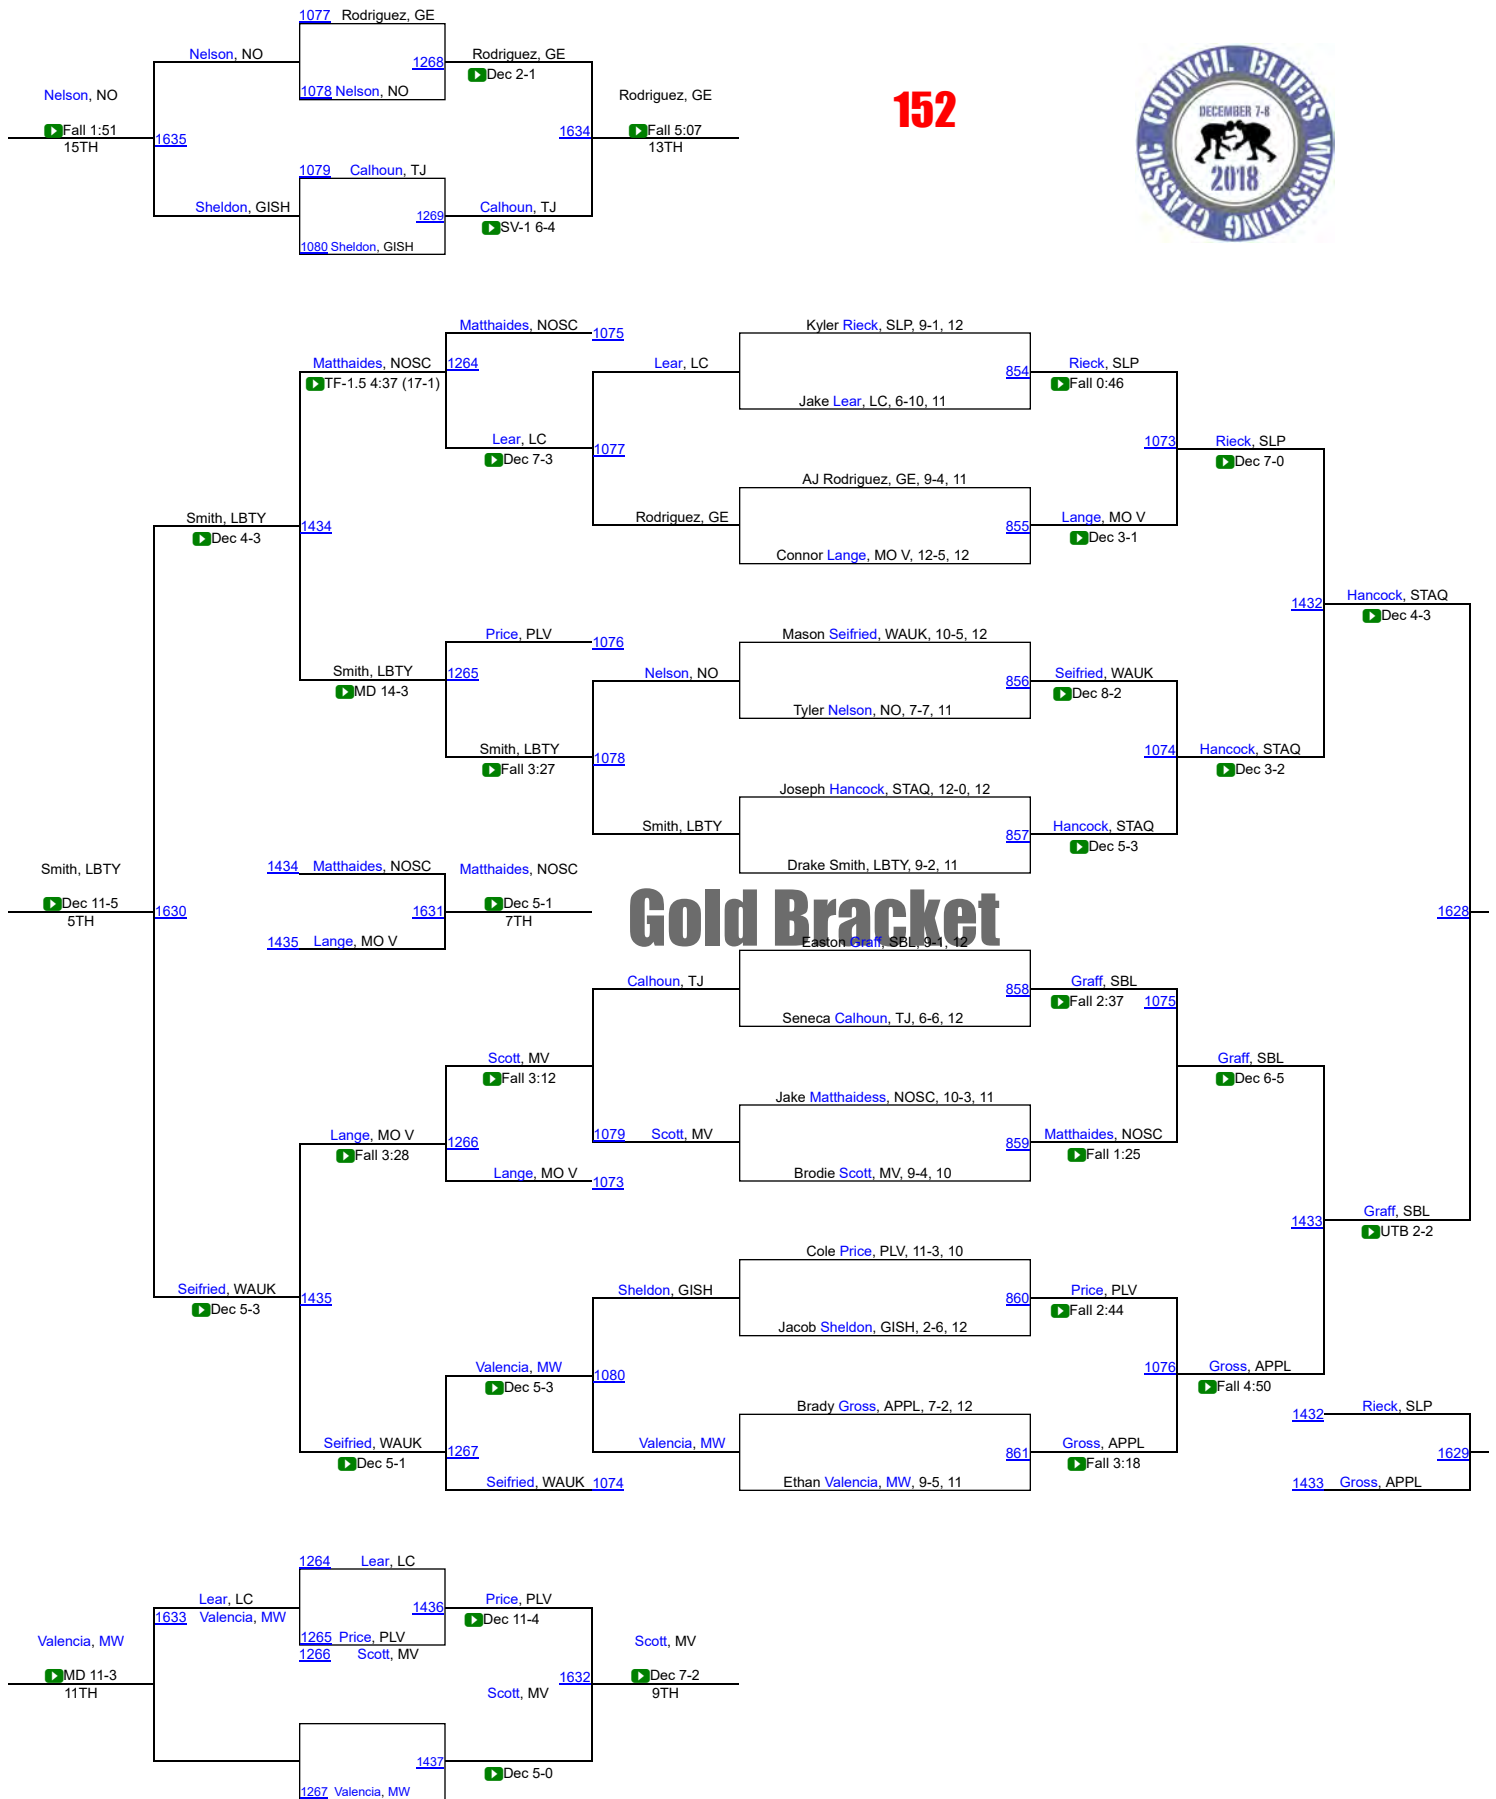 1077 Rodriguez, GE
Nelson, NO
1268
Rodriguez, GE
Dec 2-1
1078 Nelson, NO
Nelson, NO
Fall 1:51
15TH
1635
Rodriguez, GE
1634
Fall 5:07
13TH
1079 Calhoun, TJ
Sheldon, GISH
1269
Calhoun, TJ
SV-1 6-4
1080 Sheldon, GISH
152
COUNCIL BLUFFS WRESTLING CLASSIC
DECEMBER 7-8
2018
Matthaides, NOSC
1075
Kyler Rieck, SLP, 9-1, 12
Matthaides, NOSC
1264
TF-1.5 4:37 (17-1)
Lear, LC
854
Rieck, SLP
Fall 0:46
Jake Lear, LC, 6-10, 11
Lear, LC
Dec 7-3
1077
1073
Rieck, SLP
Dec 7-0
AJ Rodriguez, GE, 9-4, 11
Smith, LBTY
Dec 4-3
1434
Rodriguez, GE
855
Lange, MO V
Dec 3-1
Connor Lange, MO V, 12-5, 12
1432
Hancock, STAQ
Dec 4-3
Price, PLV
1076
Mason Seifried, WAUK, 10-5, 12
Smith, LBTY
1265
MD 14-3
Nelson, NO
856
Seifried, WAUK
Dec 8-2
Tyler Nelson, NO, 7-7, 11
Smith, LBTY
Fall 3:27
1078
1074
Hancock, STAQ
Dec 3-2
Joseph Hancock, STAQ, 12-0, 12
Smith, LBTY
857
Hancock, STAQ
Dec 5-3
Drake Smith, LBTY, 9-2, 11
Smith, LBTY
Dec 11-5
5TH
1630
1434 Matthaides, NOSC
Matthaides, NOSC
1631
Dec 5-1
7TH
1435 Lange, MO V
Gold Bracket
1628
Easton Graff, SBL, 9-1, 12
Calhoun, TJ
858
Graff, SBL
Fall 2:37
1075
Seneca Calhoun, TJ, 6-6, 12
Scott, MV
Fall 3:12
Graff, SBL
Dec 6-5
Jake Matthaidess, NOSC, 10-3, 11
Lange, MO V
Fall 3:28
1266
1079
Scott, MV
859
Matthaides, NOSC
Fall 1:25
Lange, MO V
1073
Brodie Scott, MV, 9-4, 10
1433
Graff, SBL
UTB 2-2
Cole Price, PLV, 11-3, 10
Seifried, WAUK
Dec 5-3
1435
Sheldon, GISH
860
Price, PLV
Fall 2:44
Jacob Sheldon, GISH, 2-6, 12
Valencia, MW
Dec 5-3
1080
1076
Gross, APPL
Fall 4:50
Brady Gross, APPL, 7-2, 12
Seifried, WAUK
Dec 5-1
1267
Valencia, MW
861
Gross, APPL
Fall 3:18
Seifried, WAUK
1074
Ethan Valencia, MW, 9-5, 11
1432
Rieck, SLP
1629
1433
Gross, APPL
1264 Lear, LC
Lear, LC
1633 Valencia, MW
1436
Price, PLV
Dec 11-4
1265 Price, PLV
1266 Scott, MV
Valencia, MW
MD 11-3
11TH
Scott, MV
1632
Scott, MV
Dec 7-2
9TH
1437
Dec 5-0
1267 Valencia, MW